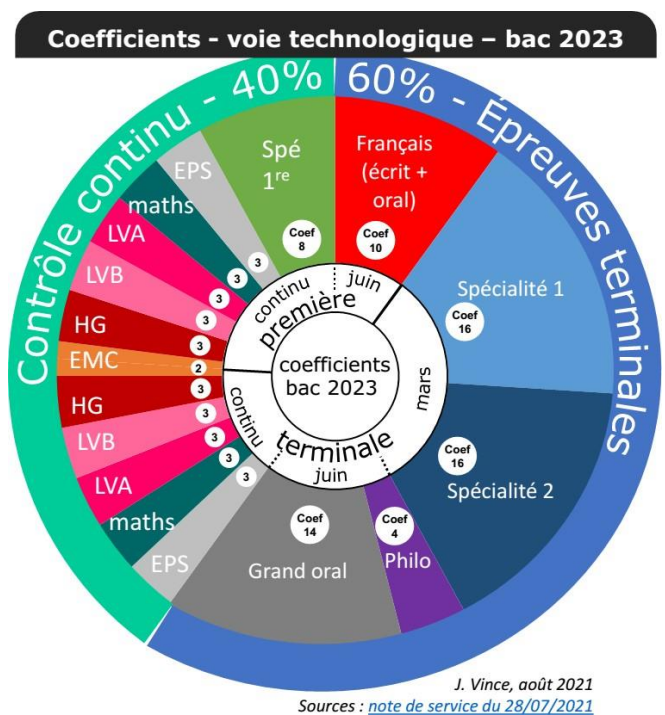 Coefficients - voie technologique – bac 2023
Contrôle continu - 40%
60% - Épreuves terminales
Spé
1re
Coef
8
Français
(écrit +
oral)
Coef
10
Spécialité 1
Coef
16
Spécialité 2
Coef
16
Philo
Coef
4
Grand oral
Coef
14
EPS
3
maths
3
LVA
3
LVB
3
HG
3
EMC
2
HG
3
LVB
3
LVA
3
maths
3
EPS
3
continu
juin
première
mars
coefficients
bac 2023
continu
terminale
juin
J. Vince, août 2021
Sources : note de service du 28/07/2021